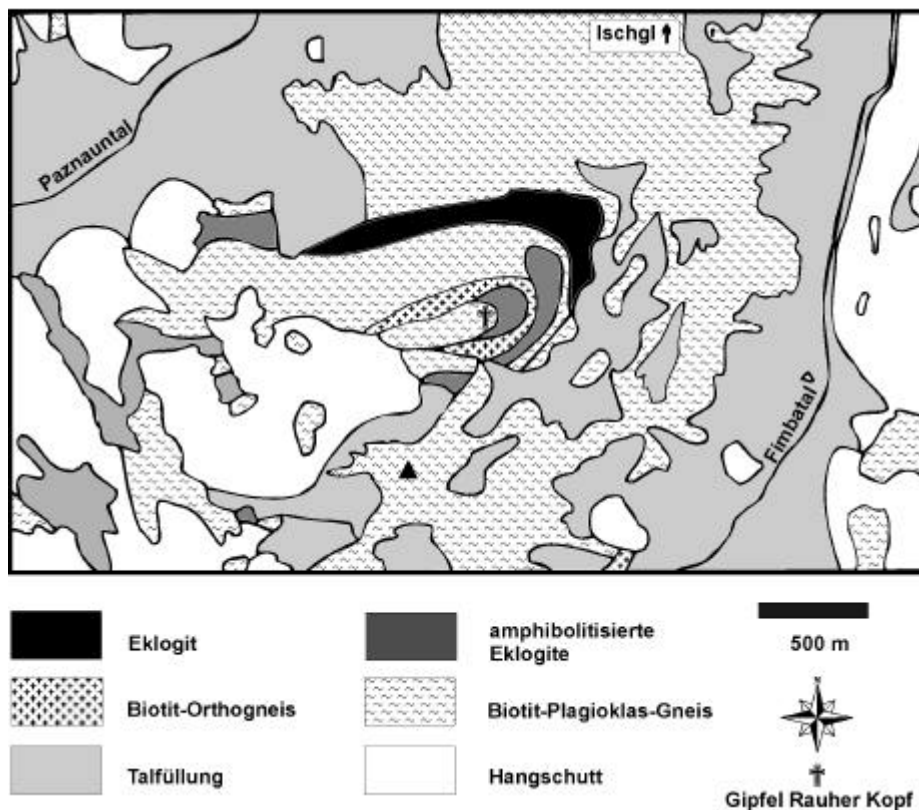 Ischgl
Paznauntal
Fimbatal
Eklogit
amphibolitisierte
Eklogite
500 m
Biotit-Orthogneis
Biotit-Plagioklas-Gneis
N
Talfüllung
Hangschutt
Gipfel Rauher Kopf